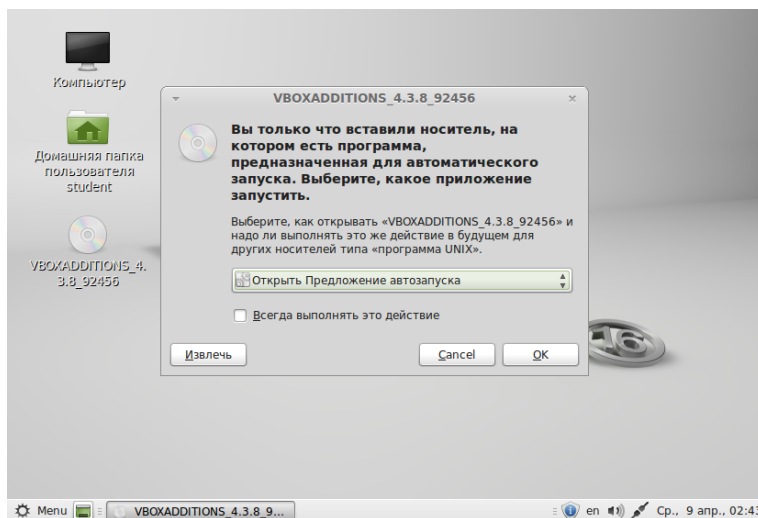 Компьютер
Домашняя папка
пользователя
student
VBOXADDITIONS_4.
3.8_92456
VBOXADDITIONS_4.3.8_92456
Вы только что вставили носитель, на
котором есть программа,
предназначенная для автоматического
запуска. Выберите, какое приложение
запустить.
Выберите, как открывать «VBOXADDITIONS_4.3.8_92456» и
надо ли выполнять это же действие в будущем для
других носителей типа «программа UNIX».
Открыть Предложение автозапуска
Всегда выполнять это действие
Извлечь
Cancel
OK
16
Menu
VBOXADDITIONS_4.3.8_9...
en
Ср., 9 апр., 02:43